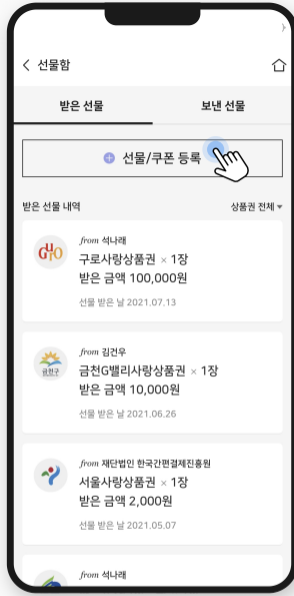 선물함
받은 선물 보낸 선물
선물/쿠폰 등록
받은 선물 내역 상품권 전체
from 석나래
구로사랑상품권 × 1장
받은 금액 100,000원
선물 받은 날 2021.07.13
from 김건우
금천G밸리사랑상품권 × 1장
받은 금액 10,000원
선물 받은 날 2021.06.26
금천구
from 재단법인 한국간편결제진흥원
서울사랑상품권 × 1장
받은 금액 2,000원
선물 받은 날 2021.05.07
from 석나래